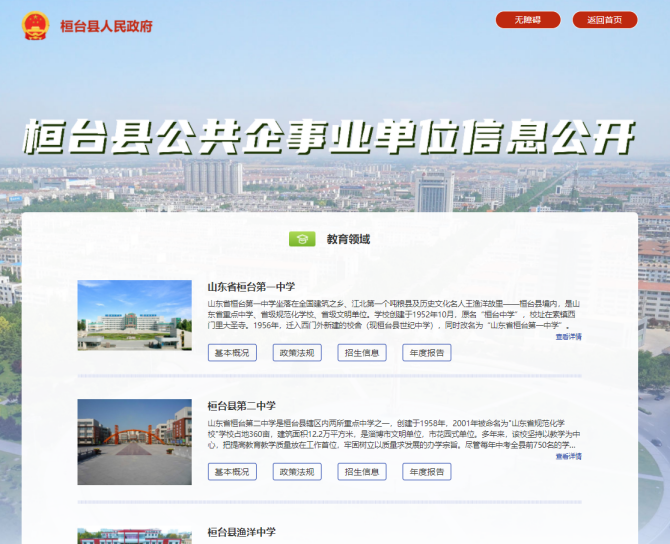 桓台县人民政府
无障碍
返回首页
桓台县公共企事业单位信息公开
教育领域
山东省桓台第一中学
山东省桓台第一中学坐落在全国建筑之乡、江北第一个吨粮县及历史文化名人王渔洋故里——桓台县境内，是山
东省重点中学、省级规范化学校、省级文明单位。学校创建于1952年10月，原名“桓台中学”，校址在索镇西
门里大圣寺。1956年，迁入西门外新建的校舍（现桓台县世纪中学），同时改名为“山东省桓台第一中学”。
查看详情
基本概况
政策法规
招生信息
年度报告
桓台县第二中学
山东省桓台第二中学是桓台县辖区内两所重点中学之一，创建于1958年，2001年被命名为"山东省规范化学
校"学校占地360亩，建筑面积12.2万平方米，是淄博市文明单位，市花园式单位。多年来，该校坚持以教学为中
心，把提高教育教学质量放在工作首位，牢固树立以质量求发展的办学宗旨。尽管每年中考全县前750名的学...
查看详情
基本概况
政策法规
招生信息
年度报告
桓台县渔洋中学